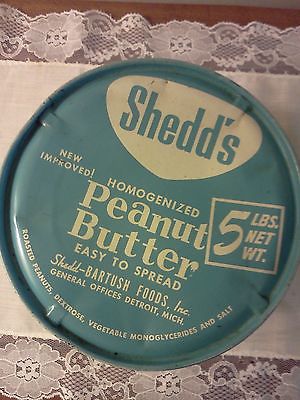 Shedd's
NEW
IMPROVED!
HOMOGENIZED
Peanut
Butter
EASY TO SPREAD
5 LBS.
NET
WT.
Shedd-BARTUSH FOODS, Inc.
GENERAL OFFICES DETROIT, MICH.
ROASTED PEANUTS, DEXTROSE, VEGETABLE MONOGLYCERIDES AND SALT